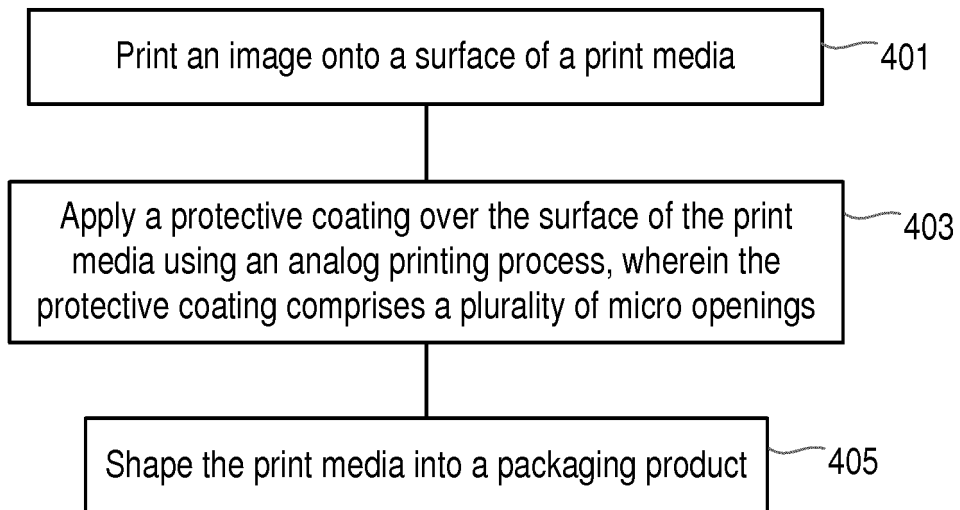 Print an image onto a surface of a print media
401
Apply a protective coating over the surface of the print
media using an analog printing process, wherein the
protective coating comprises a plurality of micro openings
403
Shape the print media into a packaging product
405